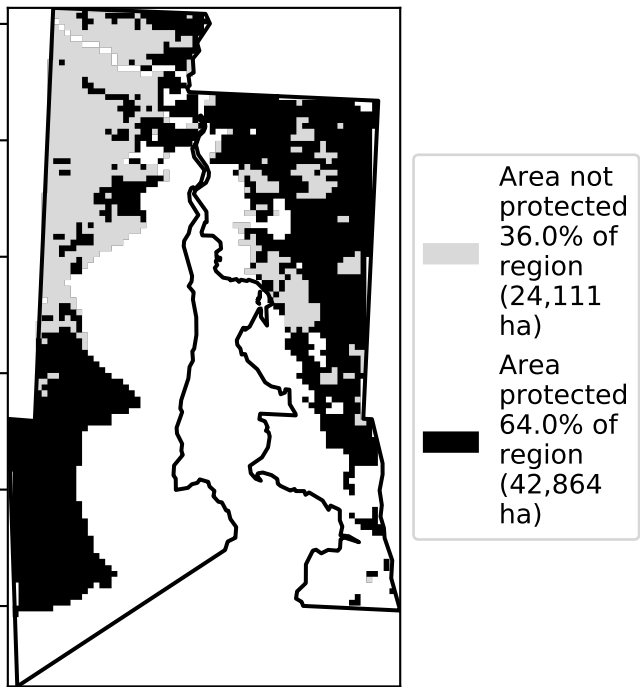 Area not
protected
36.0% of
region
(24,111
ha)
Area
protected
64.0% of
region
(42,864
ha)